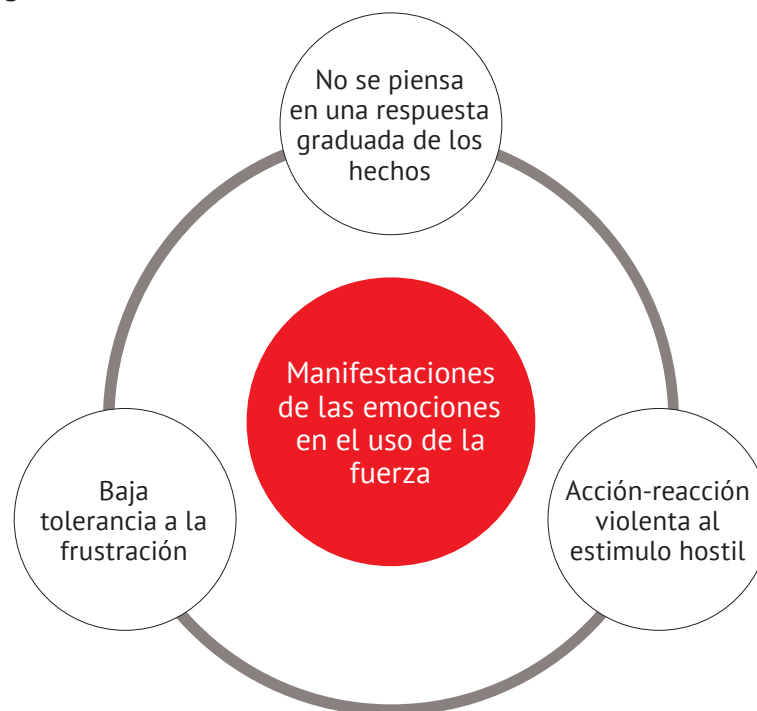 No se piensa
en una respuesta
graduada de los
hechos
Manifestaciones
de las emociones
en el uso de la
fuerza
Baja
tolerancia a la
frustración
Acción-reacción
violenta al
estimulo hostil